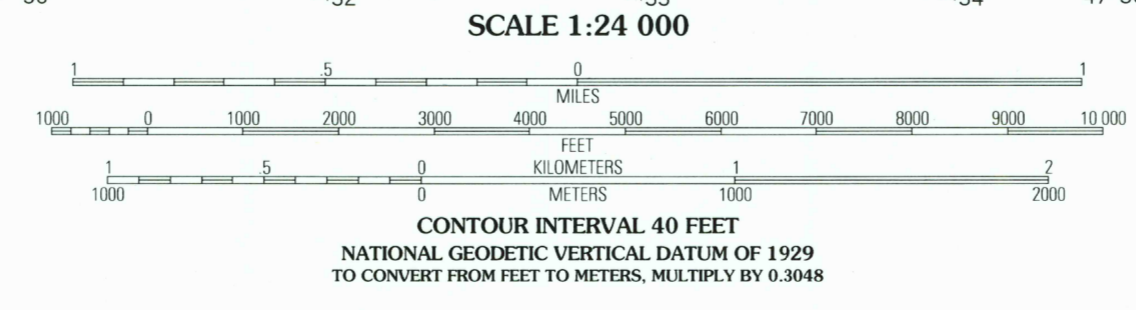 SCALE 1:24 000
1 .5 0 1
MILES
1000 0 1000 2000 3000 4000 5000 6000 7000 8000 9000 10 000
FEET
1 .5 0 KILOMETERS 1 2
1000 0 METERS 1000 2000
CONTOUR INTERVAL 40 FEET
NATIONAL GEODETIC VERTICAL DATUM OF 1929
TO CONVERT FROM FEET TO METERS, MULTIPLY BY 0.3048